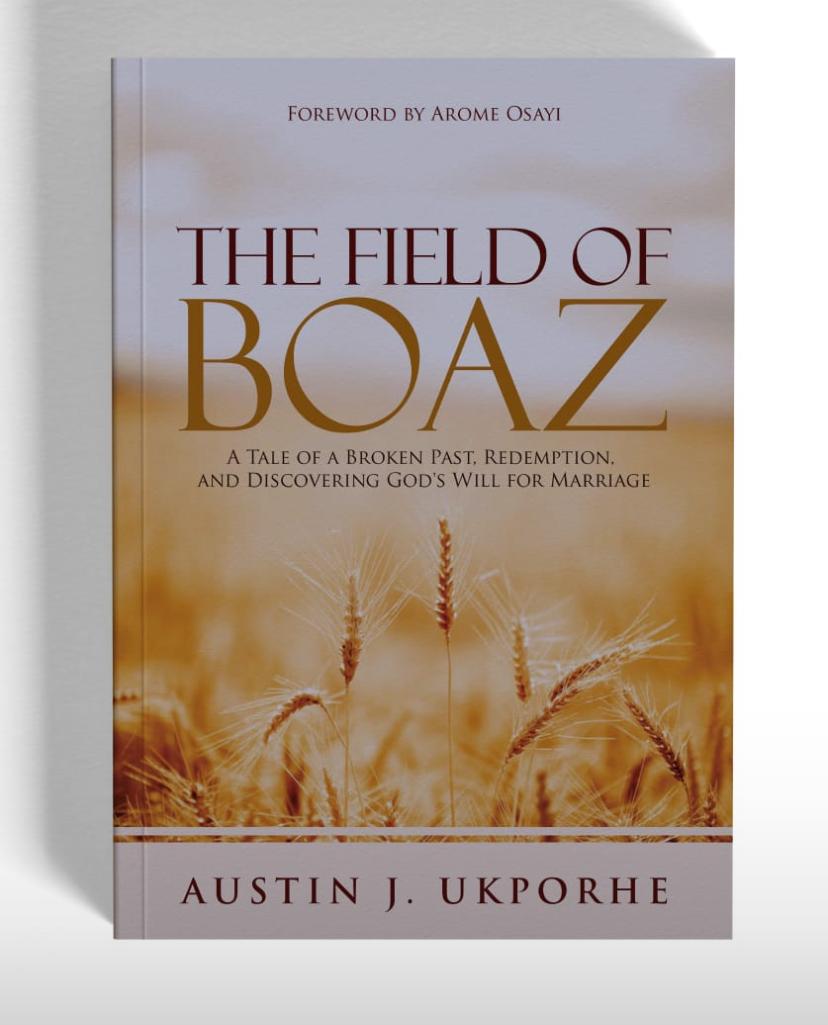 Foreword by Arome Osayi
THE FIELD OF
BOAZ
A Tale of a Broken Past, Redemption,
and Discovering God's Will for Marriage
AUSTIN J. UKPORHE